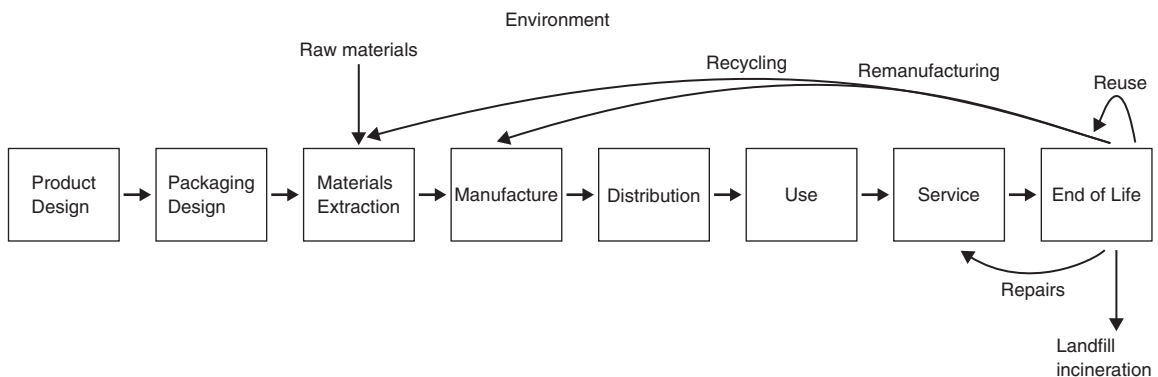 Environment
Raw materials
Recycling
Remanufacturing
Reuse
Product
Design
Packaging
Design
Materials
Extraction
Manufacture
Distribution
Use
Service
End of Life
Repairs
Landfill
incineration